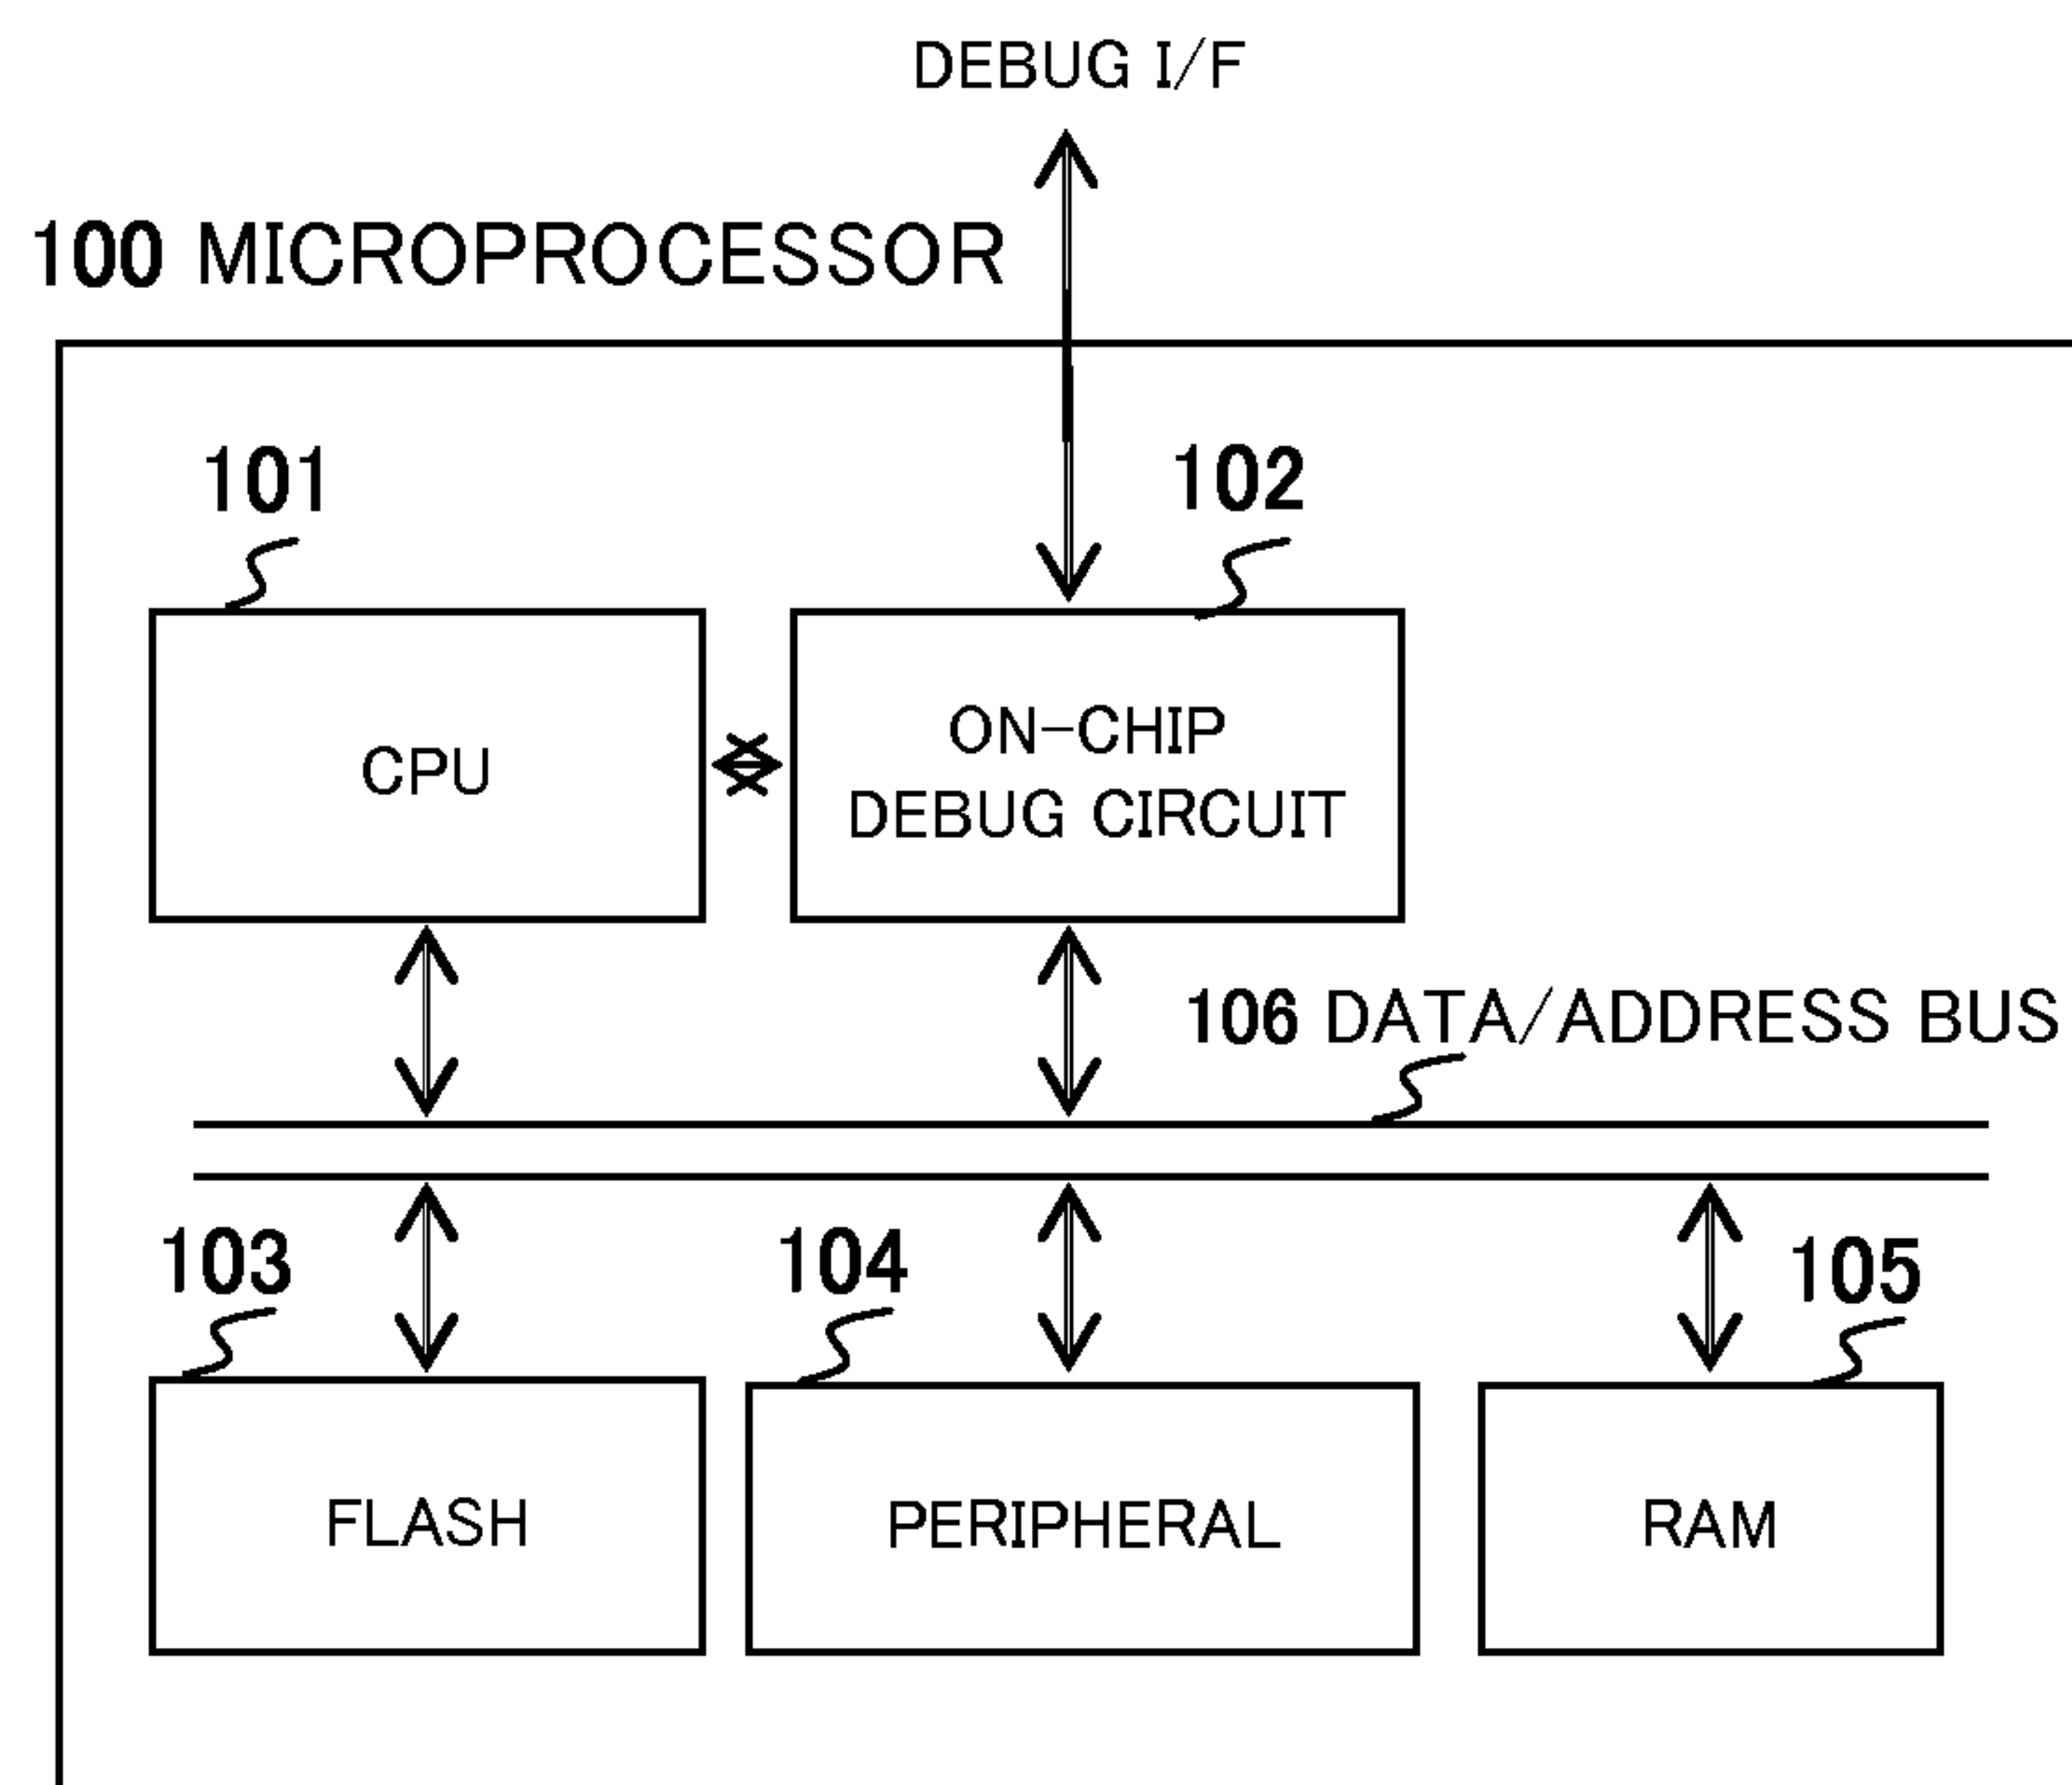 DEBUG I/F
100 MICROPROCESSOR
101
102
CPU
ON-CHIP
DEBUG CIRCUIT
106 DATA/ADDRESS BUS
103
104
105
FLASH
PERIPHERAL
RAM